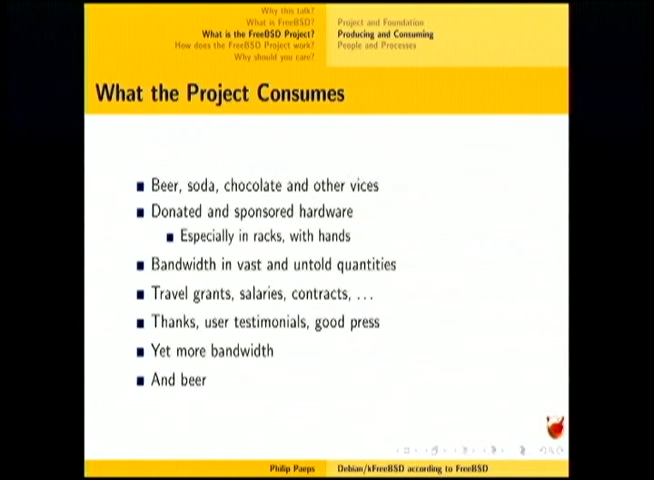 Why this talk?
What is FreeBSD?
What is the FreeBSD Project?
How does the FreeBSD Project work?
Why should you care?
Project and Foundation
Producing and Consuming
People and Processes
What the Project Consumes
Beer, soda, chocolate and other vices
Donated and sponsored hardware
Especially in racks, with hands
Bandwidth in vast and untold quantities
Travel grants, salaries, contracts, ...
Thanks, user testimonials, good press
Yet more bandwidth
And beer
Philip Paeps
Debian/kFreeBSD according to FreeBSD